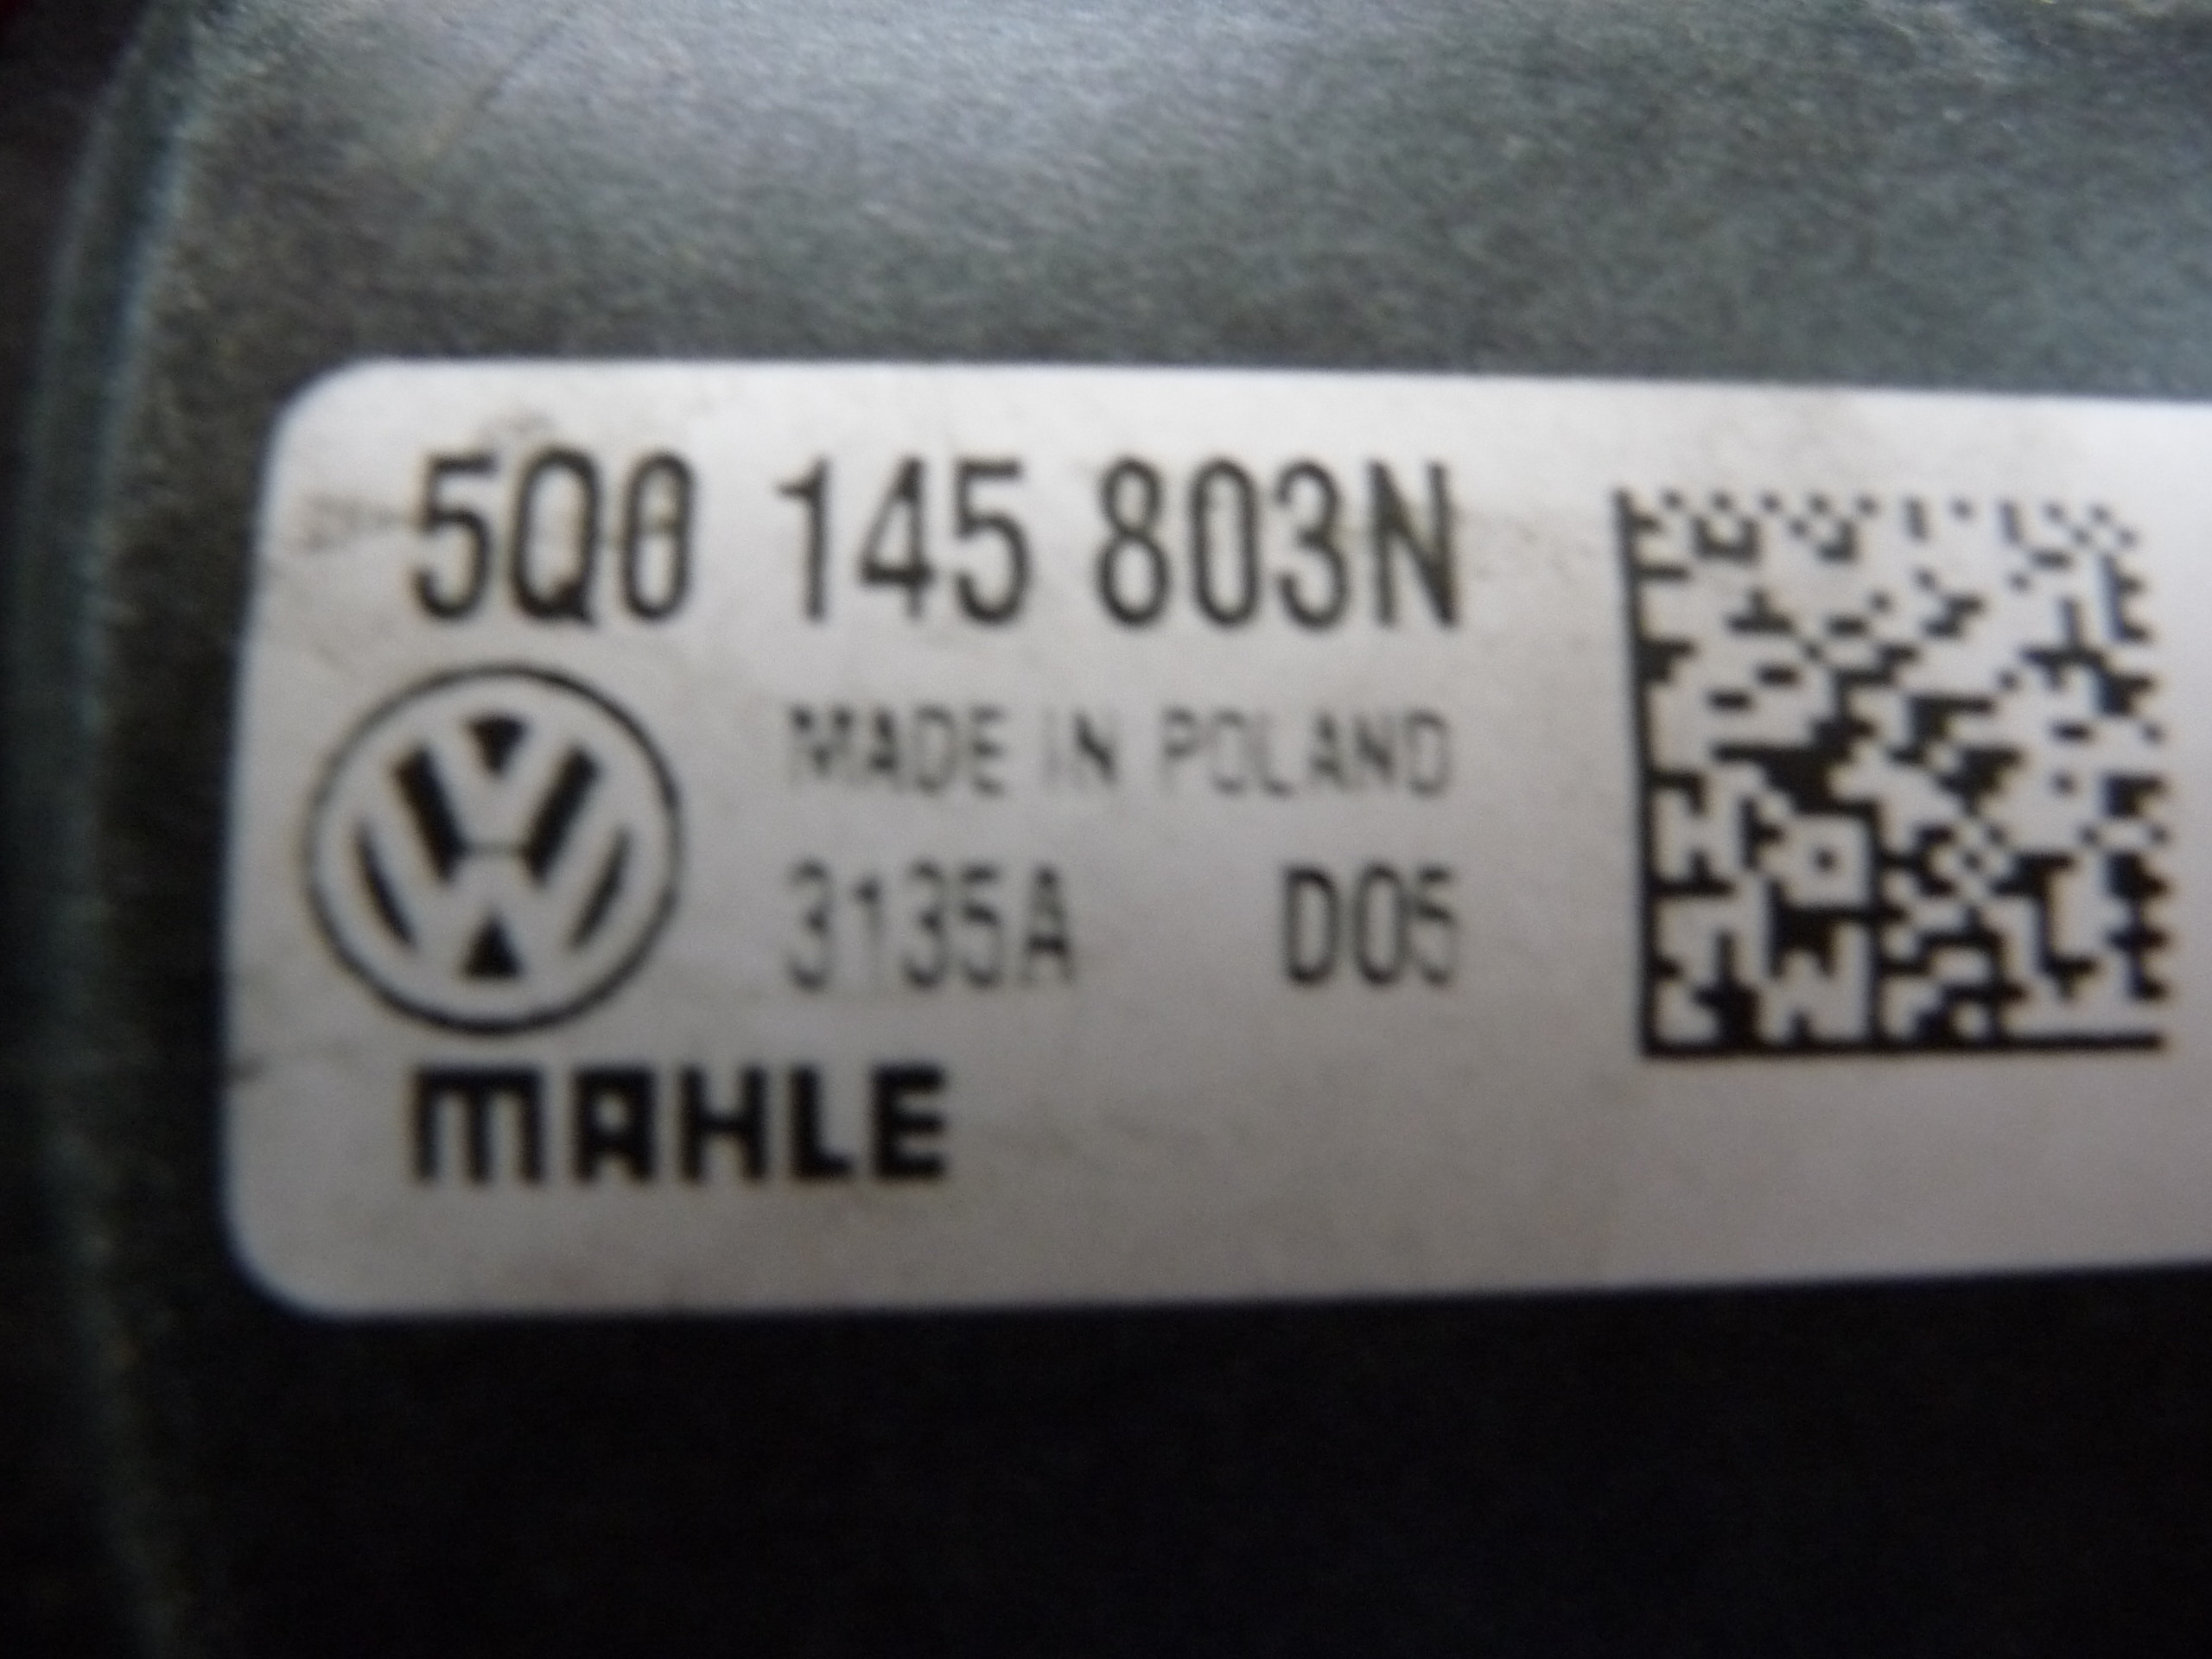 5Q0 145 803N
MADE IN POLAND
3135A D05
MAHLE